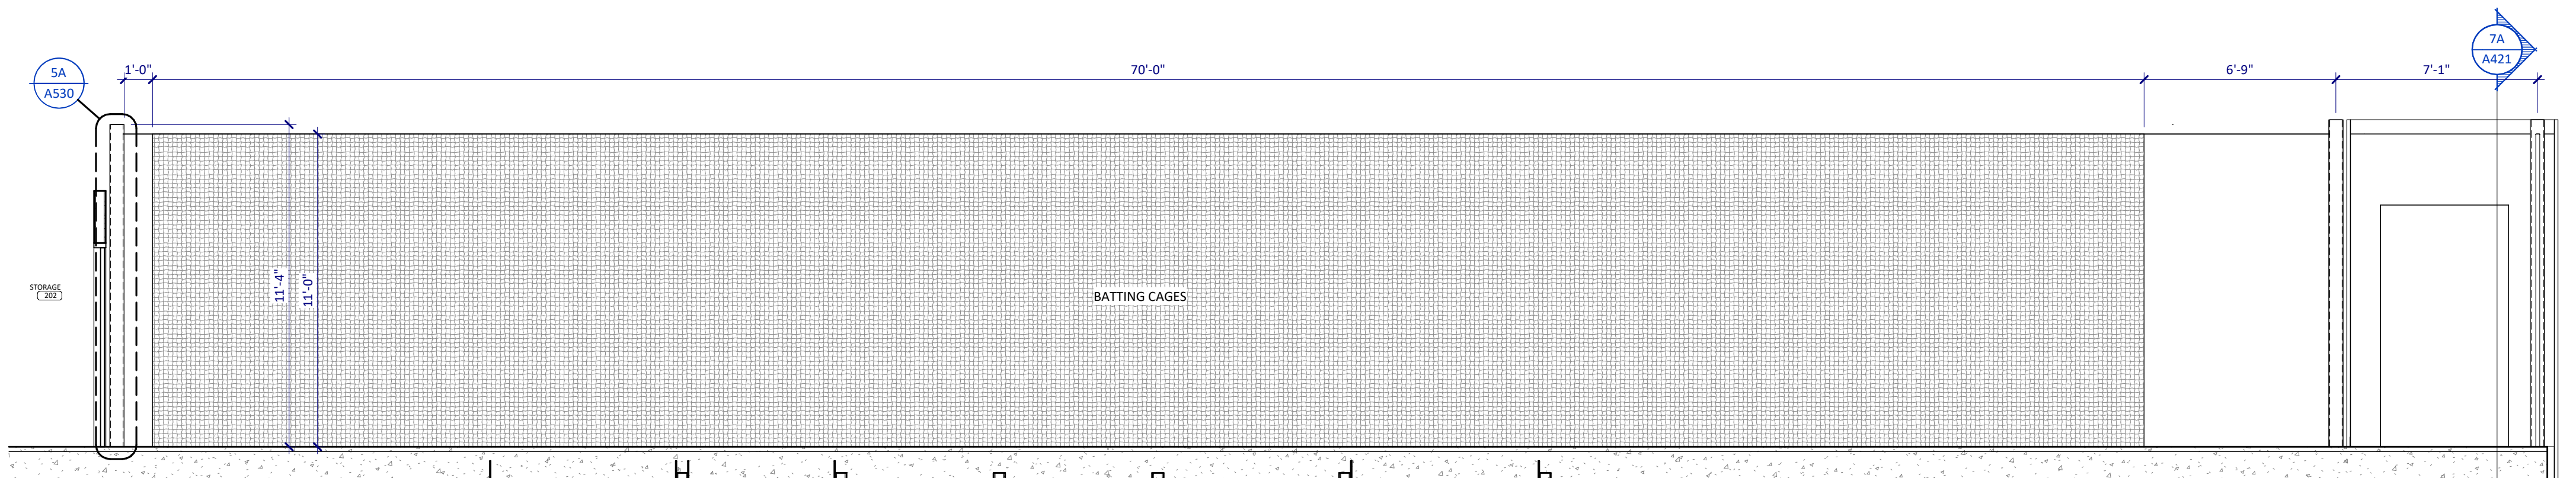 5A
A530
1'-0"
70'-0"
6'-9"
7'-1"
7A
A421
11'-4"
11'-0"
STORAGE
202
BATTING CAGES